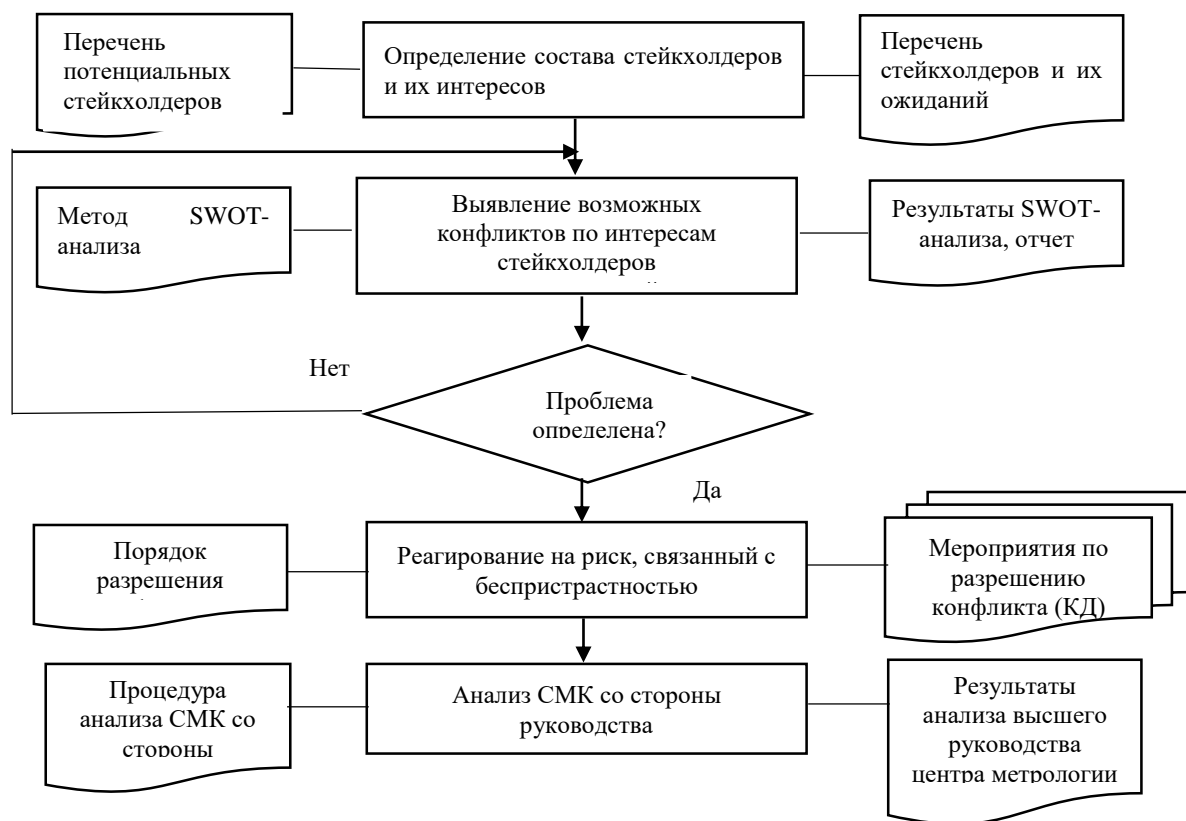 Перечень
потенциальных
стейкхолдеров
Определение состава стейкхолдеров
и их интересов
Перечень
стейкхолдеров и их
ожиданий
Метод SWOT-
анализа
Выявление возможных
конфликтов по интересам
стейкхолдеров
Результаты SWOT-
анализа, отчет
Нет
Проблема
определена?
Да
Порядок
разрешения
Реагирование на риск, связанный с
беспристрастностью
Мероприятия по
разрешению
конфликта (КД)
Процедура
анализа СМК со
стороны
Анализ СМК со стороны
руководства
Результаты
анализа высшего
руководства
центра метрологии